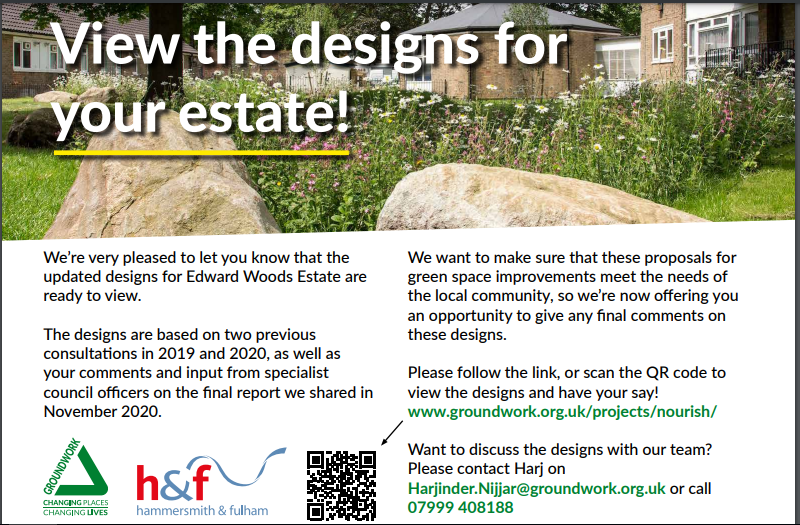 View the designs for
your estate!
We're very pleased to let you know that the
updated designs for Edward Woods Estate are
ready to view.
The designs are based on two previous
consultations in 2019 and 2020, as well as
your comments and input from specialist
council officers on the final report we shared in
November 2020.
We want to make sure that these proposals for
green space improvements meet the needs of
the local community, so we're now offering you
an opportunity to give any final comments on
these designs.
Please follow the link, or scan the QR code to
view the designs and have your say!
www.groundwork.org.uk/projects/nourish/
Want to discuss the designs with our team?
Please contact Harj on
Harjinder.Nijjar@groundwork.org.uk or call
07999 408188
GROUNDWORK
CHANGING PLACES
CHANGING LIVES
h&f
hammersmith & fulham